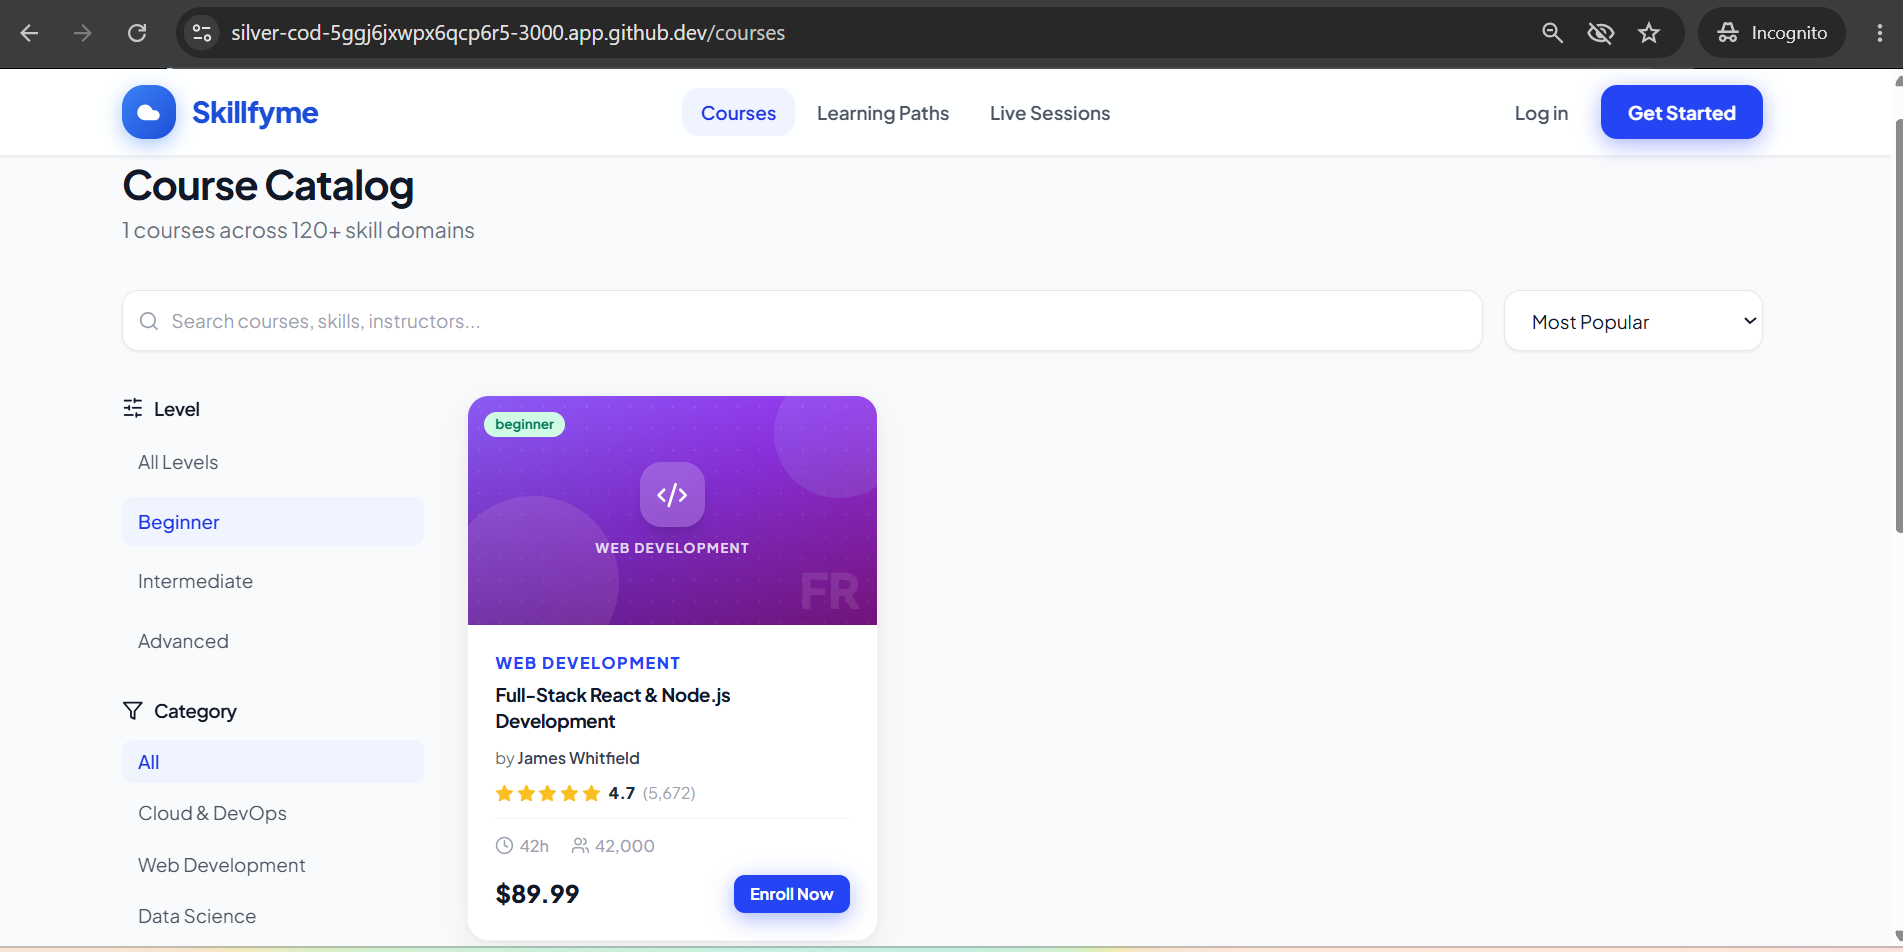 silver-cod-5ggj6jxwpx6qcp6r5-3000.app.github.dev/courses
Incognito
Skillfyme
Courses
Learning Paths
Live Sessions
Log in
Get Started
Course Catalog
1 courses across 120+ skill domains
Search courses, skills, instructors...
Most Popular
Level
All Levels
Beginner
Intermediate
Advanced
Category
All
Cloud & DevOps
Web Development
Data Science
beginner
</>
WEB DEVELOPMENT
FR
WEB DEVELOPMENT
Full-Stack React & Node.js
Development
by James Whitfield
4.7 (5,672)
42h 42,000
$89.99
Enroll Now